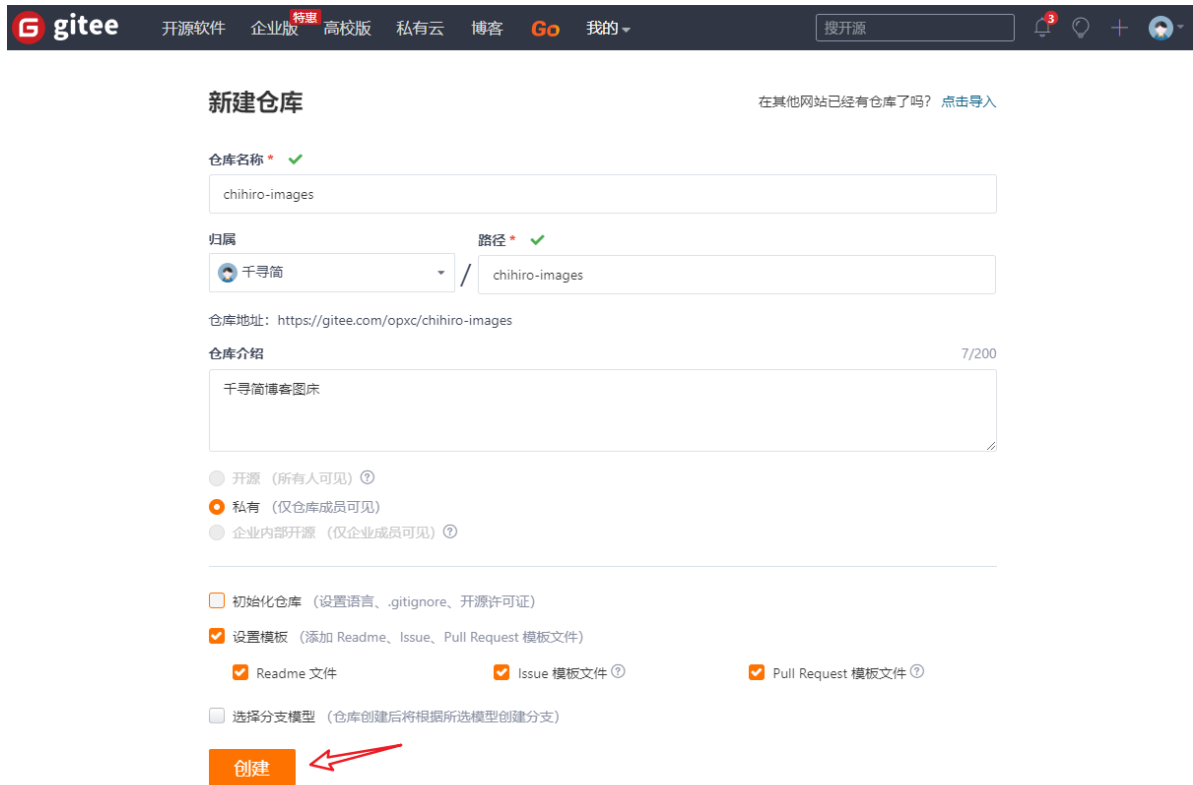 gitee 开源软件 企业版 特惠 高校版 私有云 博客 Go 我的 搜开源 3
新建仓库 在其他网站已经有仓库了吗? 点击导入
仓库名称 *
chihiro-images
归属 路径 *
千寻简 / chihiro-images
仓库地址：https://gitee.com/opxc/chihiro-images
仓库介绍 7/200
千寻简博客图床
开源 (所有人可见) ?
私有 (仅仓库成员可见)
企业内部开源 (仅企业成员可见) ?
初始化仓库 (设置语言、.gitignore、开源许可证)
设置模板 (添加 Readme、Issue、Pull Request 模板文件)
Readme 文件 Issue 模板文件 ? Pull Request 模板文件 ?
选择分支模型 (仓库创建后将根据所选模型创建分支)
创建